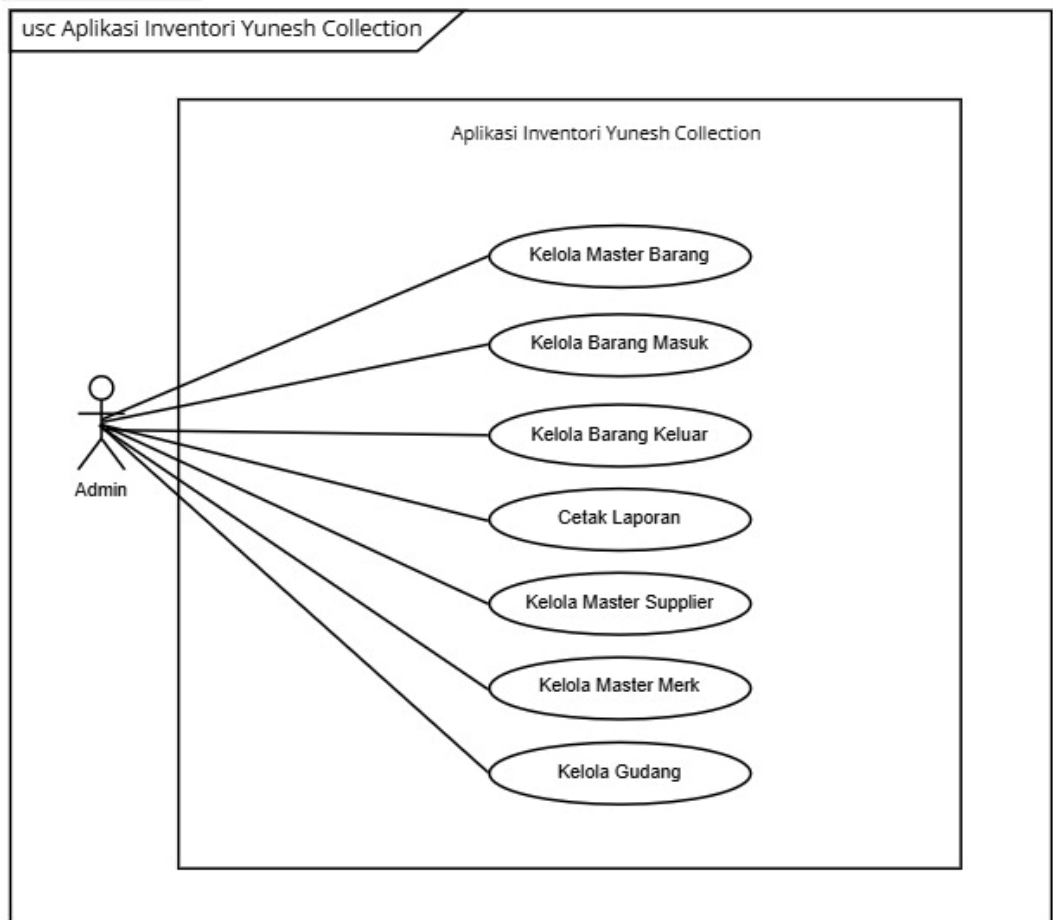 usc Aplikasi Inventori Yunesh Collection
Aplikasi Inventori Yunesh Collection
Kelola Master Barang
Kelola Barang Masuk
Kelola Barang Keluar
Admin
Cetak Laporan
Kelola Master Supplier
Kelola Master Merk
Kelola Gudang